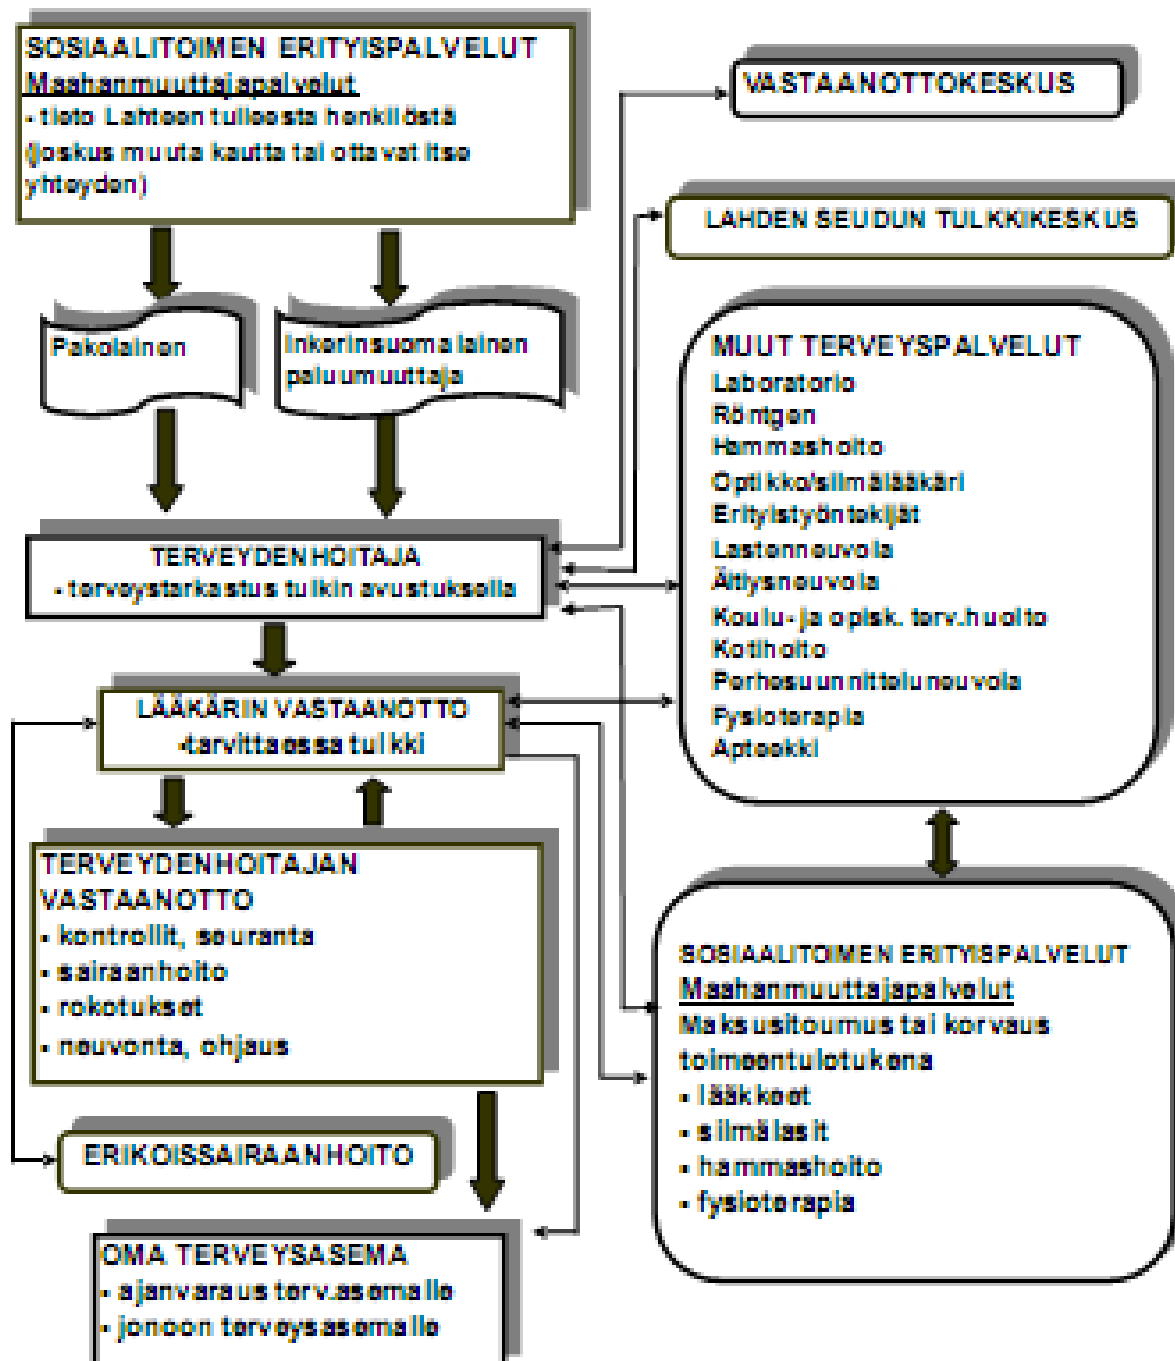 SOSIAALITOIMEN ERITYISPALVELUT
Maahanmuuttajapalvelut
- tieto Lahteen tulleesta henkilöstä
(joskus muuta kautta tai ottavat itse
yhteyden)
VASTAANOTTOKESKUS
LAHDEN SEUDUN TULKKIKESKUS
Pakolainen
Inkerinsuomalainen
paluumuuttaja
MUUT TERVEYSPALVELUT
Laboratorio
Röntgen
Hammashoito
Optikko/silmälääkäri
Erityistyöntekijät
Lastenneuvola
Äitiysneuvola
Koulu- ja opisk. terv.huolto
Kotihoito
Perhesuunnitteluneuvola
Fysioterapia
Apteekki
TERVEYDENHOITAJA
- terveystarkastus tulkin avustuksella
LÄÄKÄRIN VASTAANOTTO
-tarvittaessa tulkki
TERVEYDENHOITAJAN
VASTAANOTTO
- kontrollit, seuranta
- sairaanhoito
- rokotukset
- neuvonta, ohjaus
SOSIAALITOIMEN ERITYISPALVELUT
Maahanmuuttajapalvelut
Maksusitoumus tai korvaus
toimeentulotukena
- lääkkeet
- silmälasit
- hammashoito
- fysioterapia
ERIKOISSAIRAANHOITO
OMA TERVEYSASEMA
- ajanvaraus terv.asemalle
- jonoon terveysasemalle